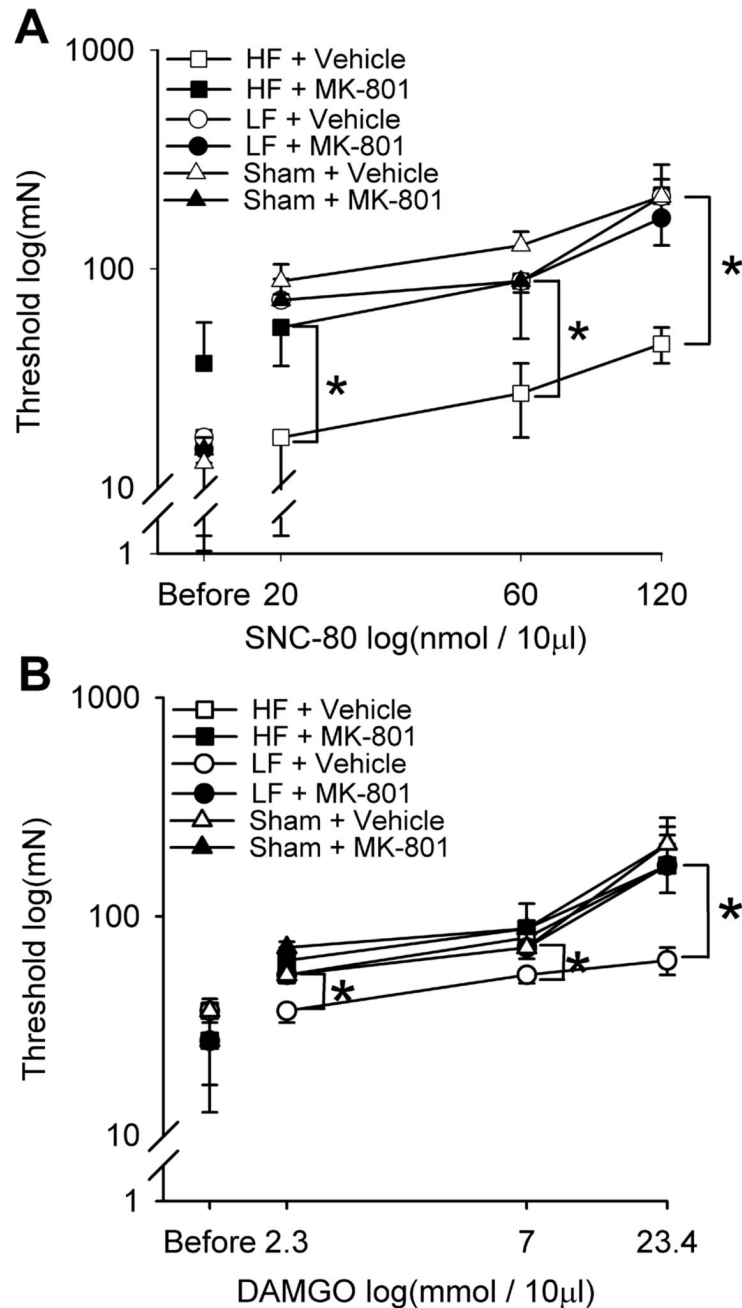 A
1000
HF + Vehicle
HF + MK-801
LF + Vehicle
LF + MK-801
Sham + Vehicle
Sham + MK-801
Threshold log(mN)
100
*
*
*
10
1
Before 20 60 120
SNC-80 log(nmol / 10µl)
B
1000
HF + Vehicle
HF + MK-801
LF + Vehicle
LF + MK-801
Sham + Vehicle
Sham + MK-801
Threshold log(mN)
100
*
*
*
10
1
Before 2.3 7 23.4
DAMGO log(mmol / 10µl)